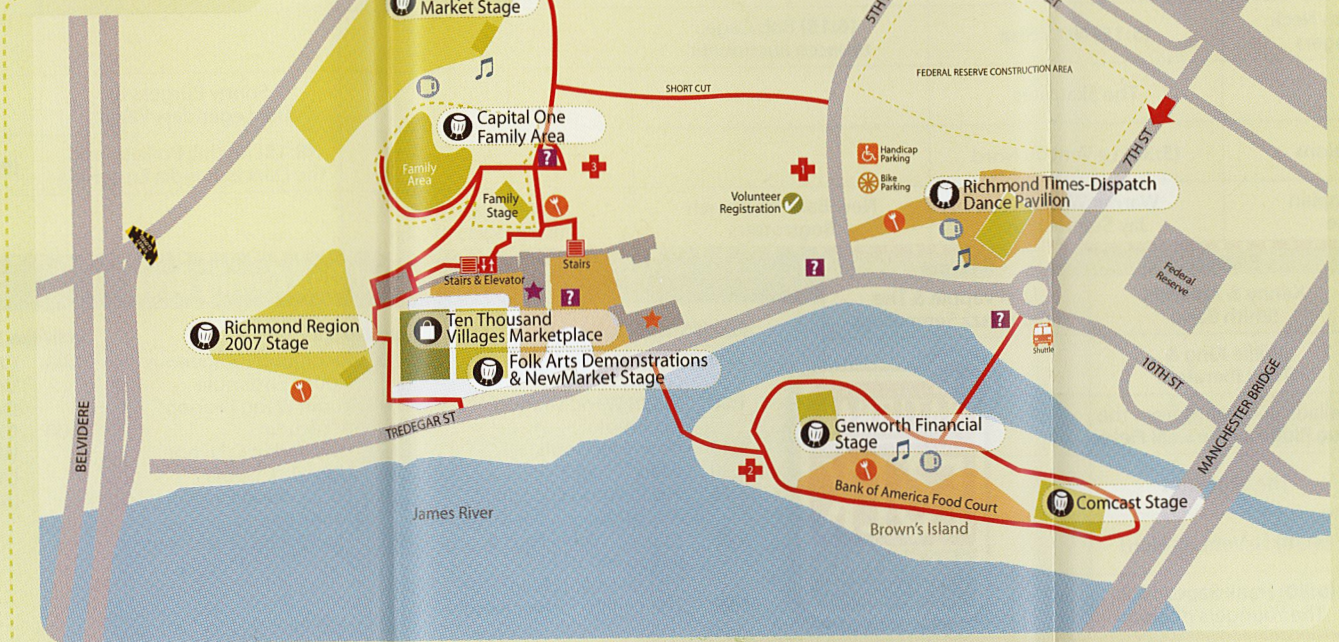 Market Stage
5TH
SHORT CUT
FEDERAL RESERVE CONSTRUCTION AREA
7TH ST
Capital One
Family Area
Family
Area
?
3
1
Handicap
Parking
Bike
Parking
Volunteer
Registration
Richmond Times-Dispatch
Dance Pavilion
Family
Stage
Federal
Reserve
Stairs
Stairs & Elevator
?
?
?
Shuttle
Richmond Region
2007 Stage
Ten Thousand
Villages Marketplace
Folk Arts Demonstrations
& NewMarket Stage
10TH ST
MANCHESTER BRIDGE
BELVIDERE
TREDEGAR ST
Genworth Financial
Stage
2
Bank of America Food Court
Comcast Stage
James River
Brown's Island